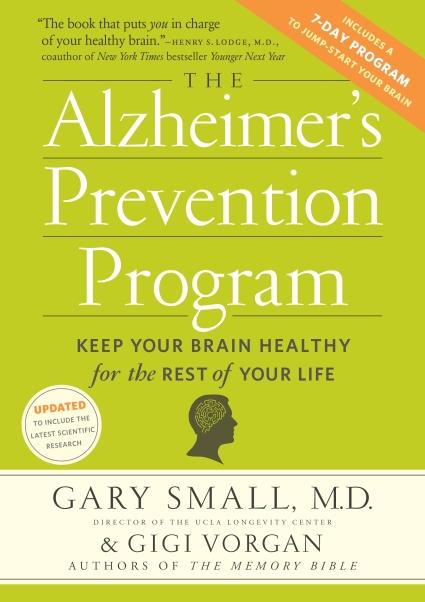 "The book that puts you in charge
of your healthy brain."—HENRY S. LODGE, M.D.,
coauthor of New York Times bestseller Younger Next Year
INCLUDES A
7-DAY PROGRAM
TO JUMP-START YOUR BRAIN
THE
Alzheimer's
Prevention
Program
KEEP YOUR BRAIN HEALTHY
for the REST of YOUR LIFE
UPDATED
TO INCLUDE THE
LATEST SCIENTIFIC
RESEARCH
GARY SMALL, M.D.
DIRECTOR OF THE UCLA LONGEVITY CENTER
& GIGI VORGAN
AUTHORS OF THE MEMORY BIBLE